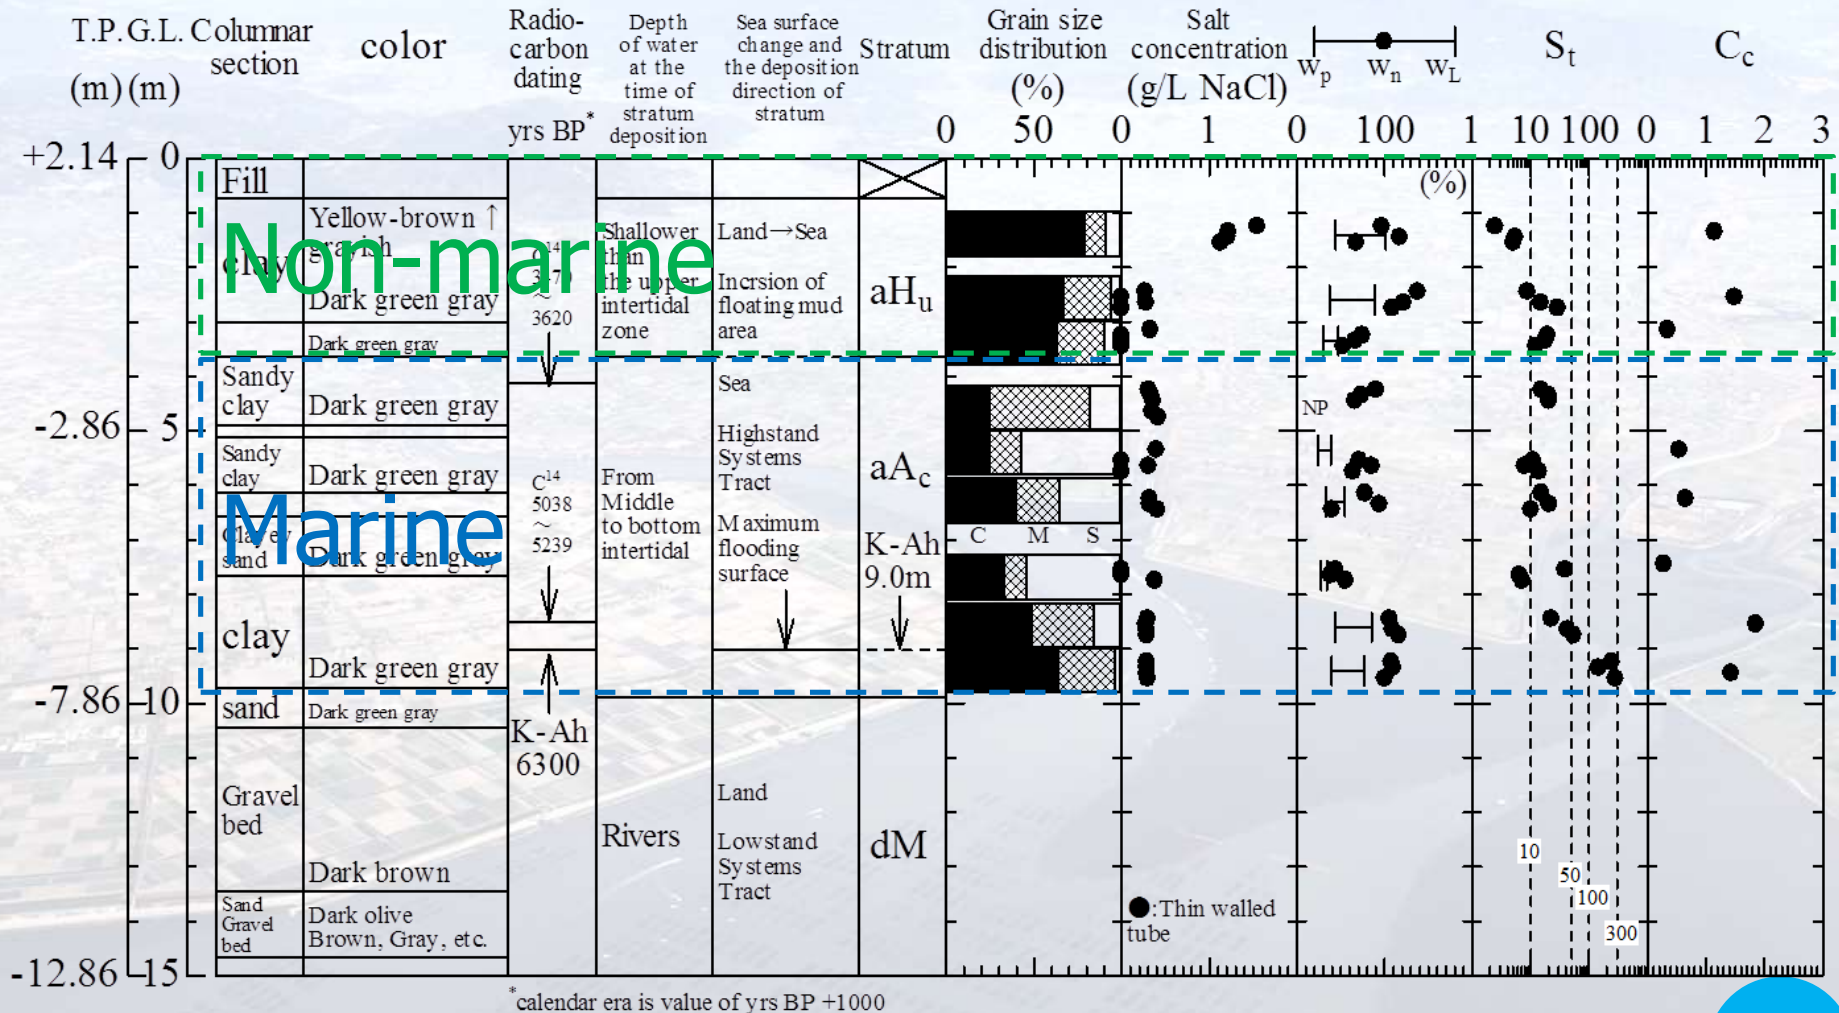 T.P.
(m)
G.L.
(m)
Columnar
section
color
Radio-
carbon
dating
yrs BP*
Depth
of water
at the
time of
stratum
deposition
Sea surface
change and
the deposition
direction of
stratum
Stratum
Grain size
distribution
(%)
Salt
concentration
(g/L NaCl)
Wp Wn WL
St
Cc
0 50 0 1 0 100 1 10 100 0 1 2 3
+2.14 0
-2.86 5
-7.86 10
-12.86 15
(%)
Fill
clay
Yellow-brown ↑
grayish
Dark green gray
Dark green gray
Non-marine
C14
~
3620
Shallower
than
the upper
intertidal
zone
Land→Sea
Incrsion of
floating mud
area
aHu
Sandy
clay
Dark green gray
Sandy
clay
Dark green gray
Marine
Clayey
sand
Dark green gray
clay
Dark green gray
C14
5038
~
5239
From
Middle
to bottom
intertidal
Sea
Highstand
Systems
Tract
Maximum
flooding
surface
aAc
K-Ah
9.0m
C M S
NP
sand
Dark green gray
K-Ah
6300
Gravel
bed
Dark brown
Sand
Gravel
bed
Dark olive
Brown, Gray, etc.
Rivers
Land
Lowstand
Systems
Tract
dM
●:Thin walled
tube
10
50
100
300
*calendar era is value of yrs BP +1000